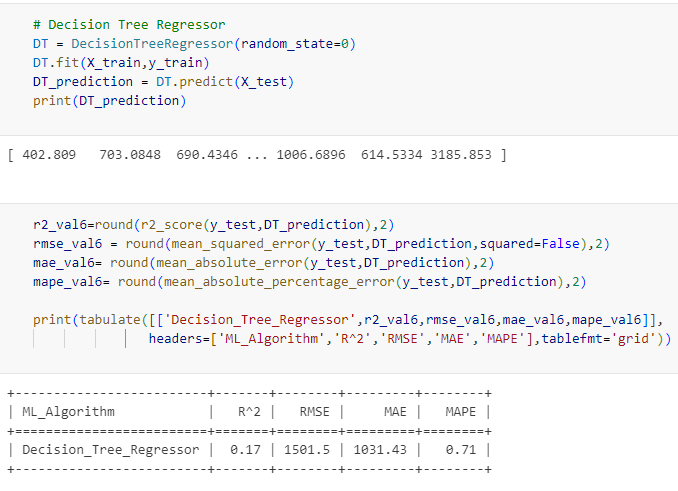 # Decision Tree Regressor
DT = DecisionTreeRegressor(random_state=0)
DT.fit(X_train,y_train)
DT_prediction = DT.predict(X_test)
print(DT_prediction)
[ 402.809   703.0848  690.4346 ... 1006.6896  614.5334 3185.853 ]
r2_val6=round(r2_score(y_test,DT_prediction),2)
rmse_val6 = round(mean_squared_error(y_test,DT_prediction,squared=False),2)
mae_val6= round(mean_absolute_error(y_test,DT_prediction),2)
mape_val6= round(mean_absolute_percentage_error(y_test,DT_prediction),2)
print(tabulate([['Decision_Tree_Regressor',r2_val6,rmse_val6,mae_val6,mape_val6]],
headers=['ML_Algorithm','R^2','RMSE','MAE','MAPE'],tablefmt='grid'))
+-------------------------+-------+--------+---------+--------+
| ML_Algorithm            |   R^2 |   RMSE |     MAE |   MAPE |
+=========================+=======+========+=========+========+
| Decision_Tree_Regressor |  0.17 | 1501.5 | 1031.43 |   0.71 |
+-------------------------+-------+--------+---------+--------+